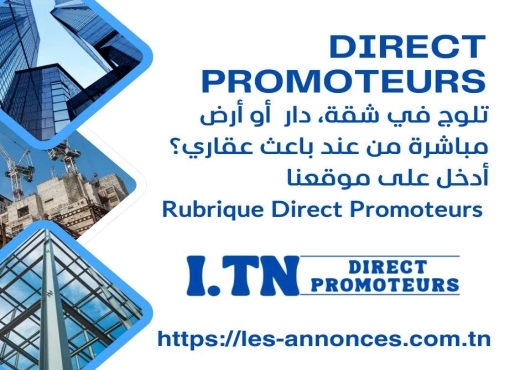 DIRECT
PROMOTEURS
تلوج في شقة، دار أو أرض
مباشرة من عند باعث عقاري؟
أدخل على موقعنا
Rubrique Direct Promoteurs
I.TN DIRECT
PROMOTEURS
https://les-annonces.com.tn